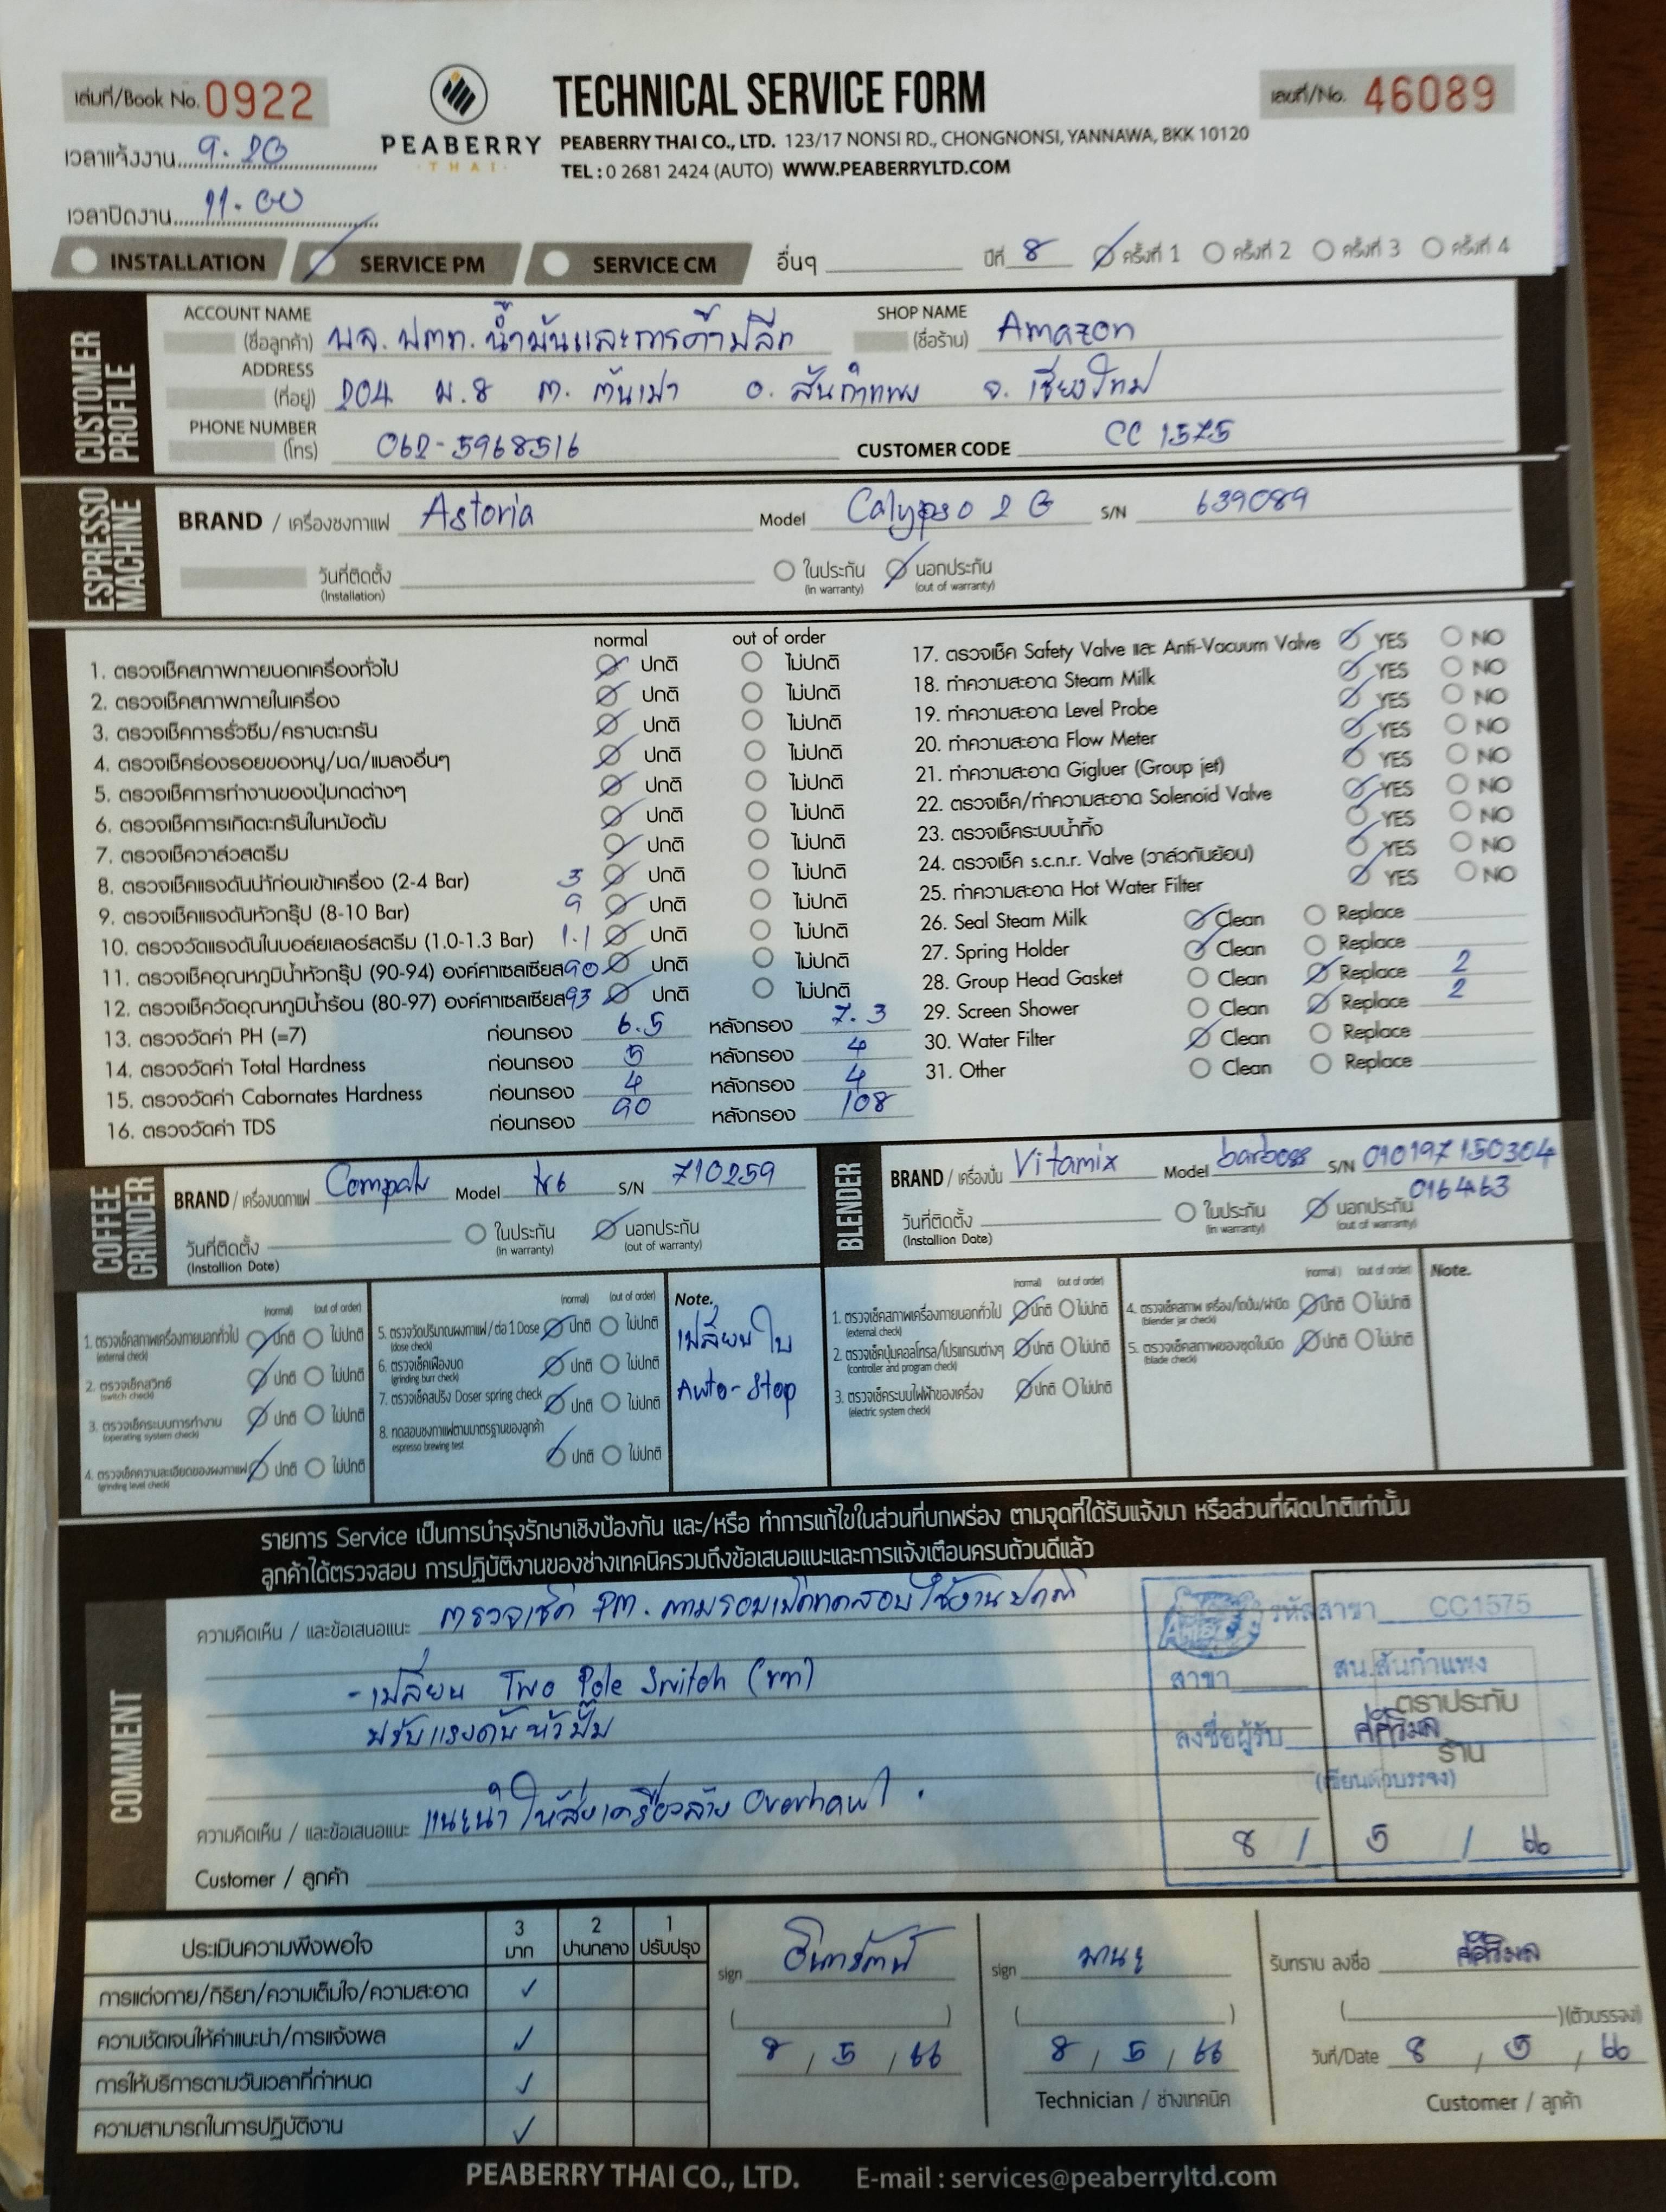 เล่มที่/Book No. 0922
TECHNICAL SERVICE FORM
เลขที่/No. 46089
PEABERRY
THAI
PEABERRY THAI CO., LTD. 123/17 NONSI RD., CHONGNONSI, YANNAWA, BKK 10120
TEL : 0 2681 2424 (AUTO) WWW.PEABERRYLTD.COM
เวลาแจ้งงาน 9.20
เวลาปิดงาน 11.00
INSTALLATION SERVICE PM SERVICE CM อื่นๆ ปีที่ 8 ครั้งที่ 1 ครั้งที่ 2 ครั้งที่ 3 ครั้งที่ 4
CUSTOMER PROFILE
ACCOUNT NAME (ชื่อลูกค้า) บจ. ปตท. น้ำมันและการค้าปลีก SHOP NAME (ชื่อร้าน) Amazon
ADDRESS (ที่อยู่) 204 ม.8 ต. ต้นเปา อ. สันกำแพง จ. เชียงใหม่
PHONE NUMBER (โทร) 062-5968516 CUSTOMER CODE CC 1575
ESPRESSO MACHINE
BRAND / เครื่องชงกาแฟ Astoria Model Calypso 2 G S/N 639089
วันที่ติดตั้ง (Installation) ในประกัน (in warranty) นอกประกัน (out of warranty)
normal out of order
1. ตรวจเช็คสภาพภายนอกเครื่องทั่วไป ปกติ ไม่ปกติ
2. ตรวจเช็คสภาพภายในเครื่อง ปกติ ไม่ปกติ
3. ตรวจเช็คการรั่วซึม/คราบตะกรัน ปกติ ไม่ปกติ
4. ตรวจเช็คร่องรอยของหนู/มด/แมลงอื่นๆ ปกติ ไม่ปกติ
5. ตรวจเช็คการทำงานของปุ่มกดต่างๆ ปกติ ไม่ปกติ
6. ตรวจเช็คการเกิดตะกรันในหม้อต้ม ปกติ ไม่ปกติ
7. ตรวจเช็ควาล์วสตรีม ปกติ ไม่ปกติ
8. ตรวจเช็คแรงดันน้ำก่อนเข้าเครื่อง (2-4 Bar) 3 ปกติ ไม่ปกติ
9. ตรวจเช็คแรงดันหัวกรุ๊ป (8-10 Bar) 9 ปกติ ไม่ปกติ
10. ตรวจวัดแรงดันในบอล์ยเลอร์สตรีม (1.0-1.3 Bar) 1.1 ปกติ ไม่ปกติ
11. ตรวจเช็คอุณหภูมิน้ำหัวกรุ๊ป (90-94) องค์ศาเซลเซียส 90 ปกติ ไม่ปกติ
12. ตรวจเช็ควัดอุณหภูมิน้ำร้อน (80-97) องค์ศาเซลเซียส 93 ปกติ ไม่ปกติ
13. ตรวจวัดค่า PH (=7) ก่อนกรอง 6.5 หลังกรอง 7.3
14. ตรวจวัดค่า Total Hardness ก่อนกรอง 5 หลังกรอง 4
15. ตรวจวัดค่า Cabornates Hardness ก่อนกรอง 4 หลังกรอง 4
16. ตรวจวัดค่า TDS ก่อนกรอง 90 หลังกรอง 108
17. ตรวจเช็ค Safety Valve และ Anti-Vacuum Valve YES NO
18. ทำความสะอาด Steam Milk YES NO
19. ทำความสะอาด Level Probe YES NO
20. ทำความสะอาด Flow Meter YES NO
21. ทำความสะอาด Gigluer (Group jet) YES NO
22. ตรวจเช็ค/ทำความสะอาด Solenoid Valve YES NO
23. ตรวจเช็คระบบน้ำทิ้ง YES NO
24. ตรวจเช็ค s.c.n.r. Valve (วาล์วกันย้อน) YES NO
25. ทำความสะอาด Hot Water Filter YES NO
26. Seal Steam Milk Clean Replace
27. Spring Holder Clean Replace
28. Group Head Gasket Clean Replace 2
29. Screen Shower Clean Replace 2
30. Water Filter Clean Replace
31. Other Clean Replace
COFFEE GRINDER
BRAND / เครื่องบดกาแฟ Compak Model K6 S/N 710259
วันที่ติดตั้ง (Installion Date) ในประกัน (in warranty) นอกประกัน (out of warranty)
BLENDER
BRAND / เครื่องปั่น Vitamix Model barboss S/N 010197150304
016463
วันที่ติดตั้ง (Installion Date) ในประกัน (in warranty) นอกประกัน (out of warranty)
(normal) (out of order)
1. ตรวจเช็คสภาพเครื่องภายนอกทั่วไป (external check) ปกติ ไม่ปกติ
2. ตรวจเช็คสวิทซ์ (switch check) ปกติ ไม่ปกติ
3. ตรวจเช็คระบบการทำงาน (operating system check) ปกติ ไม่ปกติ
4. ตรวจเช็คความละเอียดของผงกาแฟ (grinding level check) ปกติ ไม่ปกติ
(normal) (out of order)
5. ตรวจวัดปริมาณผงกาแฟ/ ต่อ 1 Dose (dose check) ปกติ ไม่ปกติ
6. ตรวจเช็คเฟืองบด (grinding burr check) ปกติ ไม่ปกติ
7. ตรวจเช็คสปริง Doser spring check ปกติ ไม่ปกติ
8. ทดสอบชงกาแฟตามมาตรฐานของลูกค้า espresso brewing test ปกติ ไม่ปกติ
Note.
เปลี่ยน ใบ
Auto-Stop
(normal) (out of order)
1. ตรวจเช็คสภาพเครื่องภายนอกทั่วไป (external check) ปกติ ไม่ปกติ
2. ตรวจเช็คปุ่มคอลโทรล/โปรแกรมต่างๆ (controller and program check) ปกติ ไม่ปกติ
3. ตรวจเช็คระบบไฟฟ้าของเครื่อง (electric system check) ปกติ ไม่ปกติ
(normal) (out of order)
4. ตรวจเช็คสภาพ เครื่อง/โถปั่น/ฝาปิด (blender jar check) ปกติ ไม่ปกติ
5. ตรวจเช็คสภาพของชุดใบมีด (blade check) ปกติ ไม่ปกติ
Note.
รายการ Service เป็นการบำรุงรักษาเชิงป้องกัน และ/หรือ ทำการแก้ไขในส่วนที่บกพร่อง ตามจุดที่ได้รับแจ้งมา หรือส่วนที่ผิดปกติเท่านั้น
ลูกค้าได้ตรวจสอบ การปฏิบัติงานของช่างเทคนิครวมถึงข้อเสนอแนะและการแจ้งเตือนครบถ้วนดีแล้ว
COMMENT
ความคิดเห็น / และข้อเสนอแนะ ตรวจเช็ค PM. ตามรอบเปิดทดสอบใช้งานปกติ
-เปลี่ยน Two Pole Switch
ปรับแรงดันหัวปั๊ม
ความคิดเห็น / และข้อเสนอแนะ แนะนำให้ส่งเครื่องล้าง Overhaul.
Customer / ลูกค้า
รหัสสาขา CC1575
สาขา สน.สันกำแพง
ตราประทับ
ร้าน
ลงชื่อผู้รับ ศศิวิมล
(เขียนตัวบรรจง)
8 / 5 / 66
ประเมินความพึงพอใจ 3 มาก 2 ปานกลาง 1 ปรับปรุง
การแต่งกาย/กิริยา/ความเต็มใจ/ความสะอาด
ความชัดเจนให้คำแนะนำ/การแจ้งผล
การให้บริการตามวันเวลาที่กำหนด
ความสามารถในการปฏิบัติงาน
sign อินทรัตน์
8 / 5 / 66
sign มานะ
8 / 5 / 66
Technician / ช่างเทคนิค
รับทราบ ลงชื่อ ศศิวิมล
(ตัวบรรจง)
วันที่/Date 8 / 5 / 66
Customer / ลูกค้า
PEABERRY THAI CO., LTD. E-mail : services@peaberryltd.com